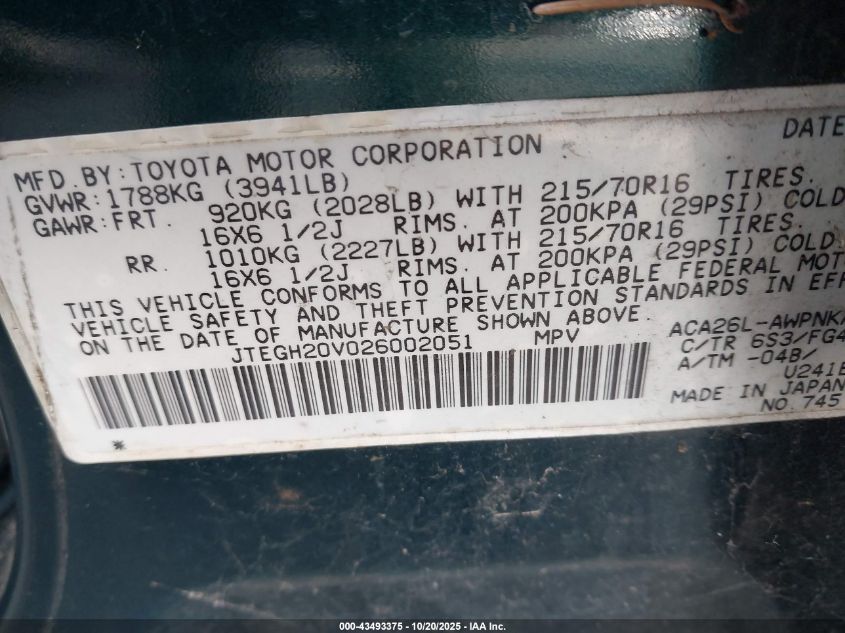 DATE
MFD. BY: TOYOTA MOTOR CORPORATION
GVWR: 1788KG (3941LB)
GAWR: FRT. 920KG (2028LB) WITH 215/70R16 TIRES.
16X6 1/2J RIMS. AT 200KPA (29PSI) COLD
RR. 1010KG (2227LB) WITH 215/70R16 TIRES.
16X6 1/2J RIMS. AT 200KPA (29PSI) COLD.
THIS VEHICLE CONFORMS TO ALL APPLICABLE FEDERAL MOT
VEHICLE SAFETY AND THEFT PREVENTION STANDARDS IN EFF
ON THE DATE OF MANUFACTURE SHOWN ABOVE.
JTEGH20V026002051 MPV
ACA26L-AWPNK
C/TR 6S3/FG4
A/TM -04B/
U241E
MADE IN JAPAN
NO. 745
*
000-43493375 - 10/20/2025 - IAA Inc.